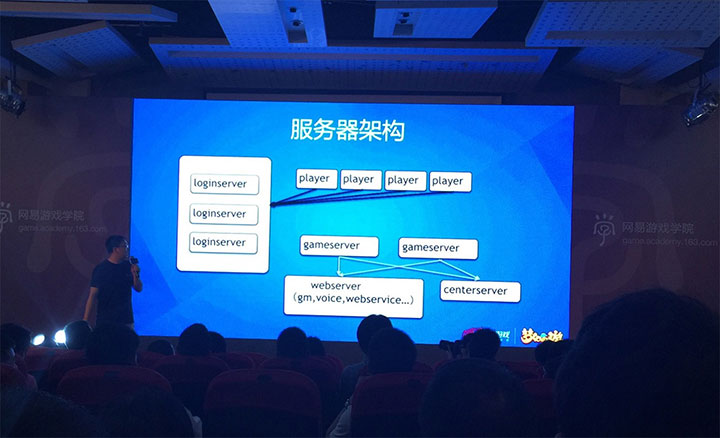 服务器架构
loginserver
loginserver
loginserver
player
player
player
player
gameserver
gameserver
webserver
（gm,voice,webservice...）
centerserver
网易游戏学院
game.academy.163.com
网易游戏学院
game.academy.163.com